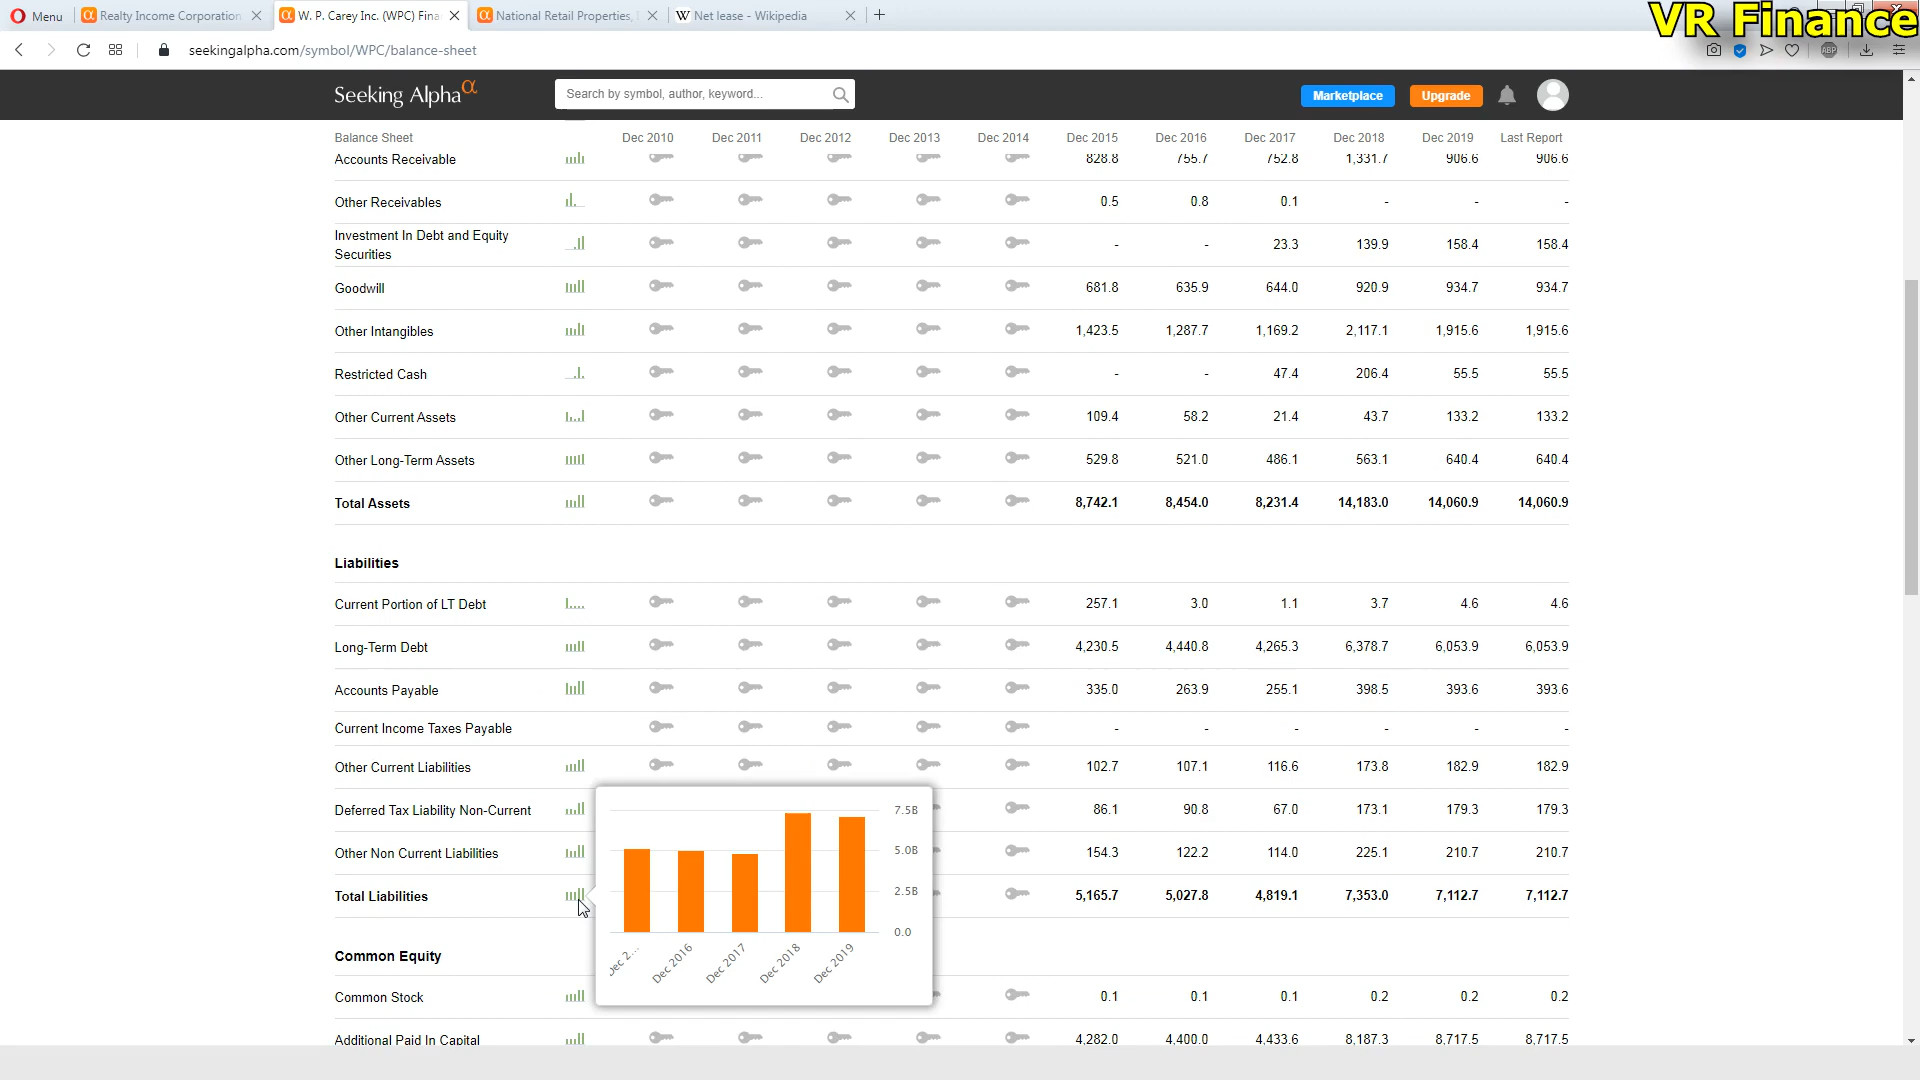 Menu
Realty Income Corporation
W. P. Carey Inc. (WPC) Fina
National Retail Properties,
W Net lease - Wikipedia
VR Finance
seekingalpha.com/symbol/WPC/balance-sheet
ABP
Seeking Alpha α
Search by symbol, author, keyword...
Marketplace
Upgrade
Balance Sheet Dec 2010 Dec 2011 Dec 2012 Dec 2013 Dec 2014 Dec 2015 Dec 2016 Dec 2017 Dec 2018 Dec 2019 Last Report
Accounts Receivable 828.8 755.7 752.8 1,331.7 906.6 906.6
Other Receivables 0.5 0.8 0.1 - - -
Investment In Debt and Equity
Securities - - 23.3 139.9 158.4 158.4
Goodwill 681.8 635.9 644.0 920.9 934.7 934.7
Other Intangibles 1,423.5 1,287.7 1,169.2 2,117.1 1,915.6 1,915.6
Restricted Cash - - 47.4 206.4 55.5 55.5
Other Current Assets 109.4 58.2 21.4 43.7 133.2 133.2
Other Long-Term Assets 529.8 521.0 486.1 563.1 640.4 640.4
Total Assets 8,742.1 8,454.0 8,231.4 14,183.0 14,060.9 14,060.9
Liabilities
Current Portion of LT Debt 257.1 3.0 1.1 3.7 4.6 4.6
Long-Term Debt 4,230.5 4,440.8 4,265.3 6,378.7 6,053.9 6,053.9
Accounts Payable 335.0 263.9 255.1 398.5 393.6 393.6
Current Income Taxes Payable - - - - - -
Other Current Liabilities 102.7 107.1 116.6 173.8 182.9 182.9
Deferred Tax Liability Non-Current 86.1 90.8 67.0 173.1 179.3 179.3
Other Non Current Liabilities 154.3 122.2 114.0 225.1 210.7 210.7
Total Liabilities 5,165.7 5,027.8 4,819.1 7,353.0 7,112.7 7,112.7
7.5B
5.0B
2.5B
0.0
Dec 2... Dec 2016 Dec 2017 Dec 2018 Dec 2019
Common Equity
Common Stock 0.1 0.1 0.1 0.2 0.2 0.2
Additional Paid In Capital 4,282.0 4,400.0 4,433.6 8,187.3 8,717.5 8,717.5